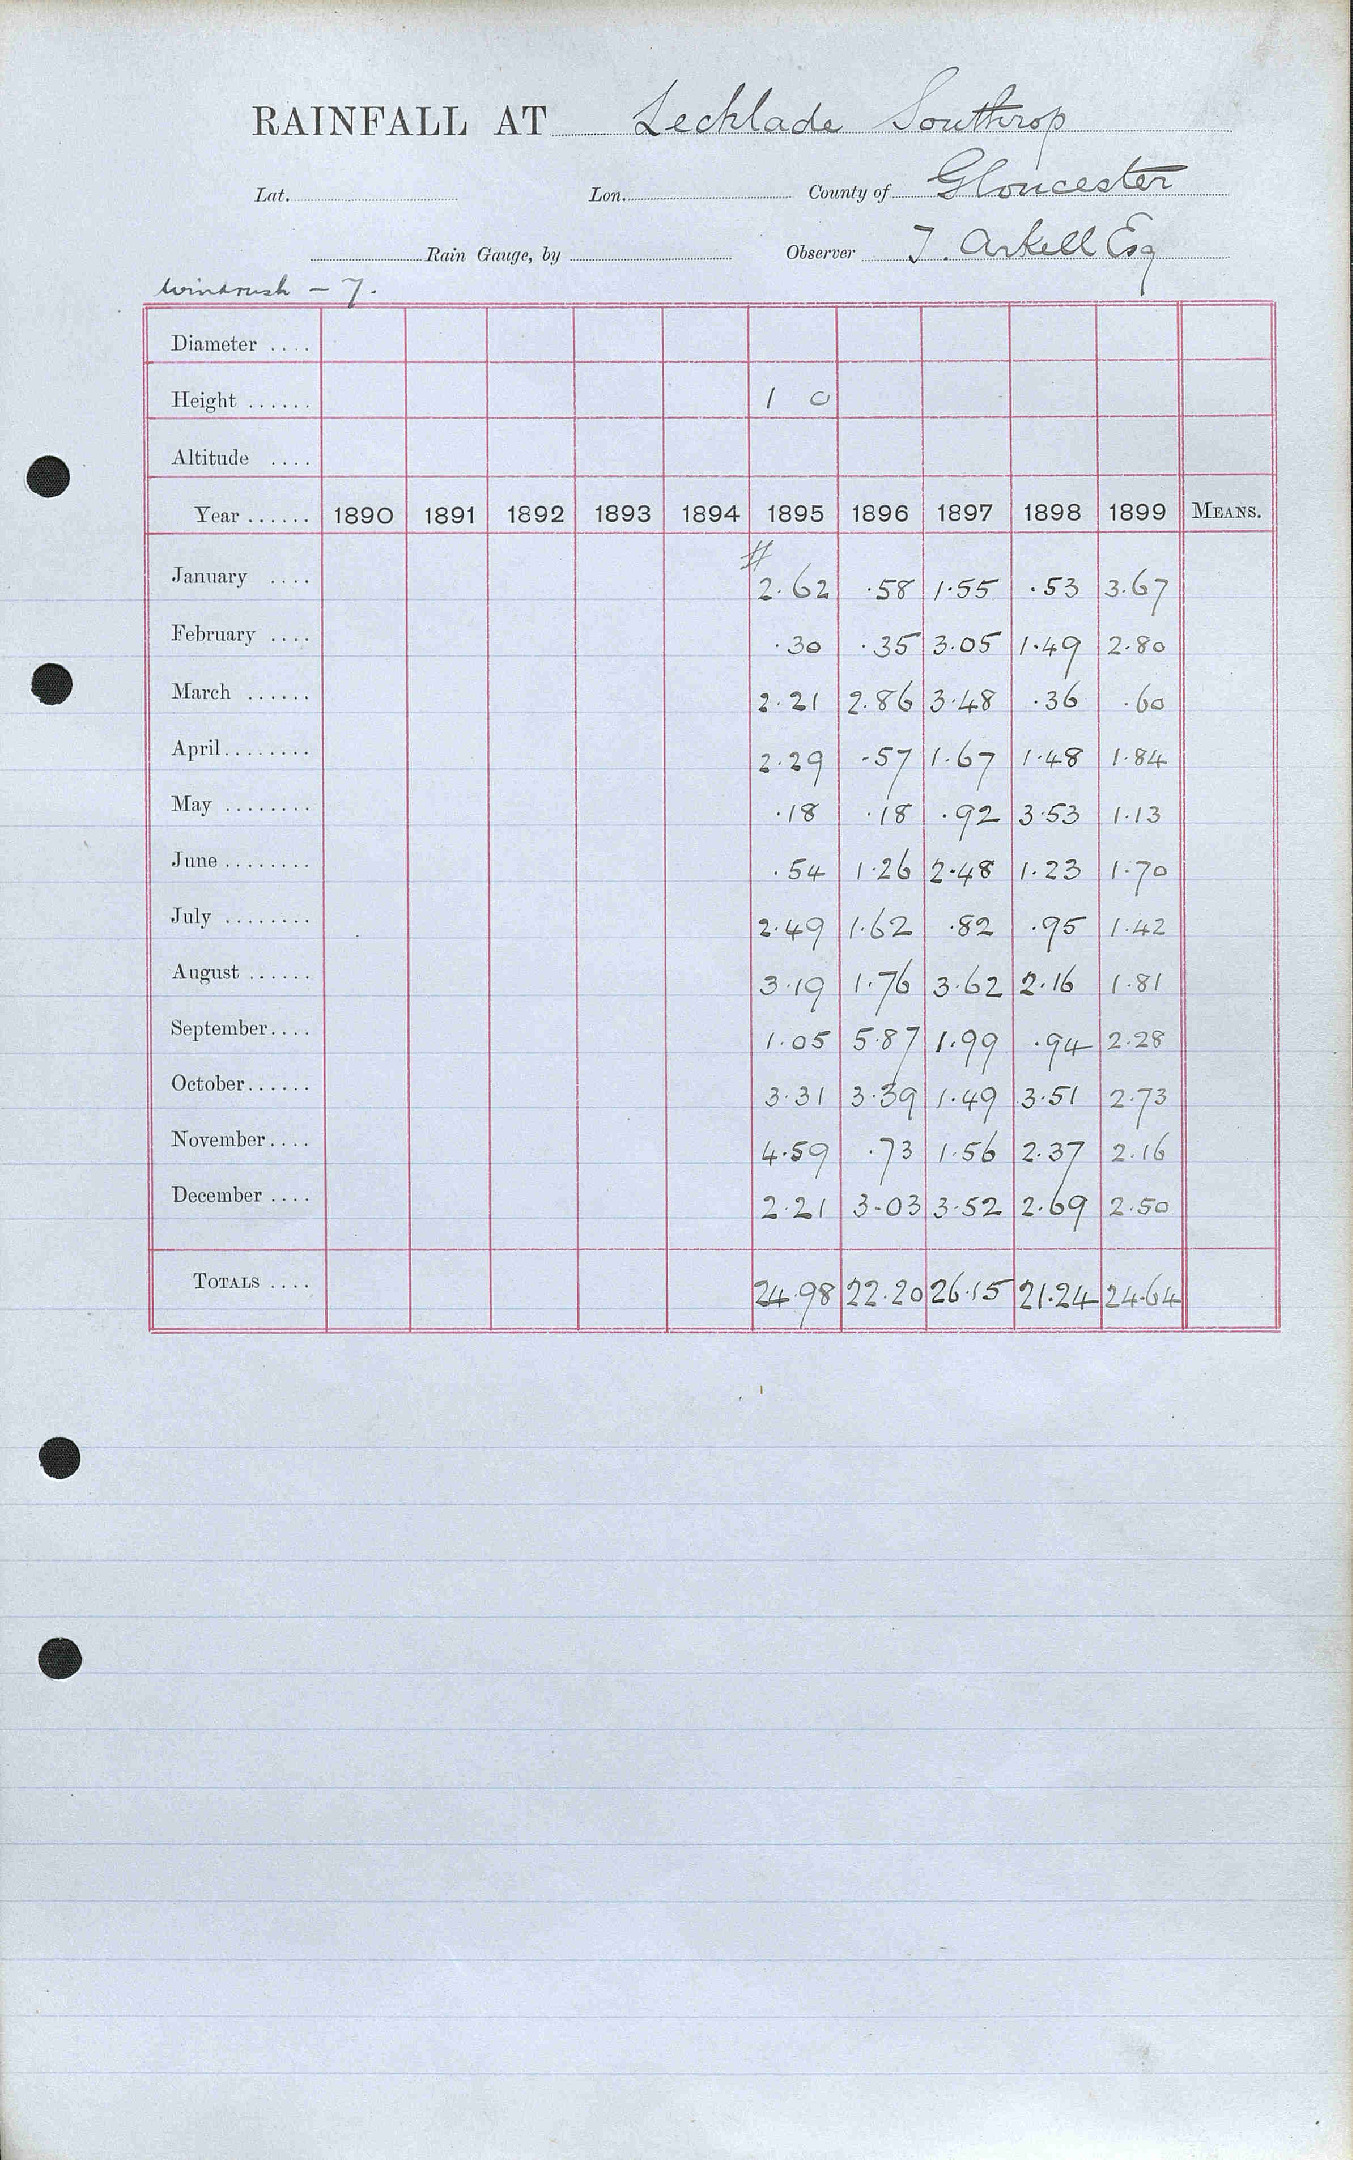 RAINFALL AT Lechlade Southrop
Lat. Lon. County of Gloucester
Rain Gauge, by Observer J. Arkell Esq
Windrush – 7.
Diameter ....
Height ...... 1 0
Altitude ....
Year ...... 1890 1891 1892 1893 1894 1895 1896 1897 1898 1899 MEANS.
#
January .... 2.62 .58 1.55 .53 3.67
February .... .30 .35 3.05 1.49 2.80
March ...... 2.21 2.86 3.48 .36 .60
April ........ 2.29 .57 1.67 1.48 1.84
May ........ .18 .18 .92 3.53 1.13
June ........ .54 1.26 2.48 1.23 1.70
July ........ 2.49 1.62 .82 .95 1.42
August ...... 3.19 1.76 3.62 2.16 1.81
September .... 1.05 5.87 1.99 .94 2.28
October ...... 3.31 3.39 1.49 3.51 2.73
November .... 4.59 .73 1.56 2.37 2.16
December .... 2.21 3.03 3.52 2.69 2.50
TOTALS .... 24.98 22.20 26.15 21.24 24.64